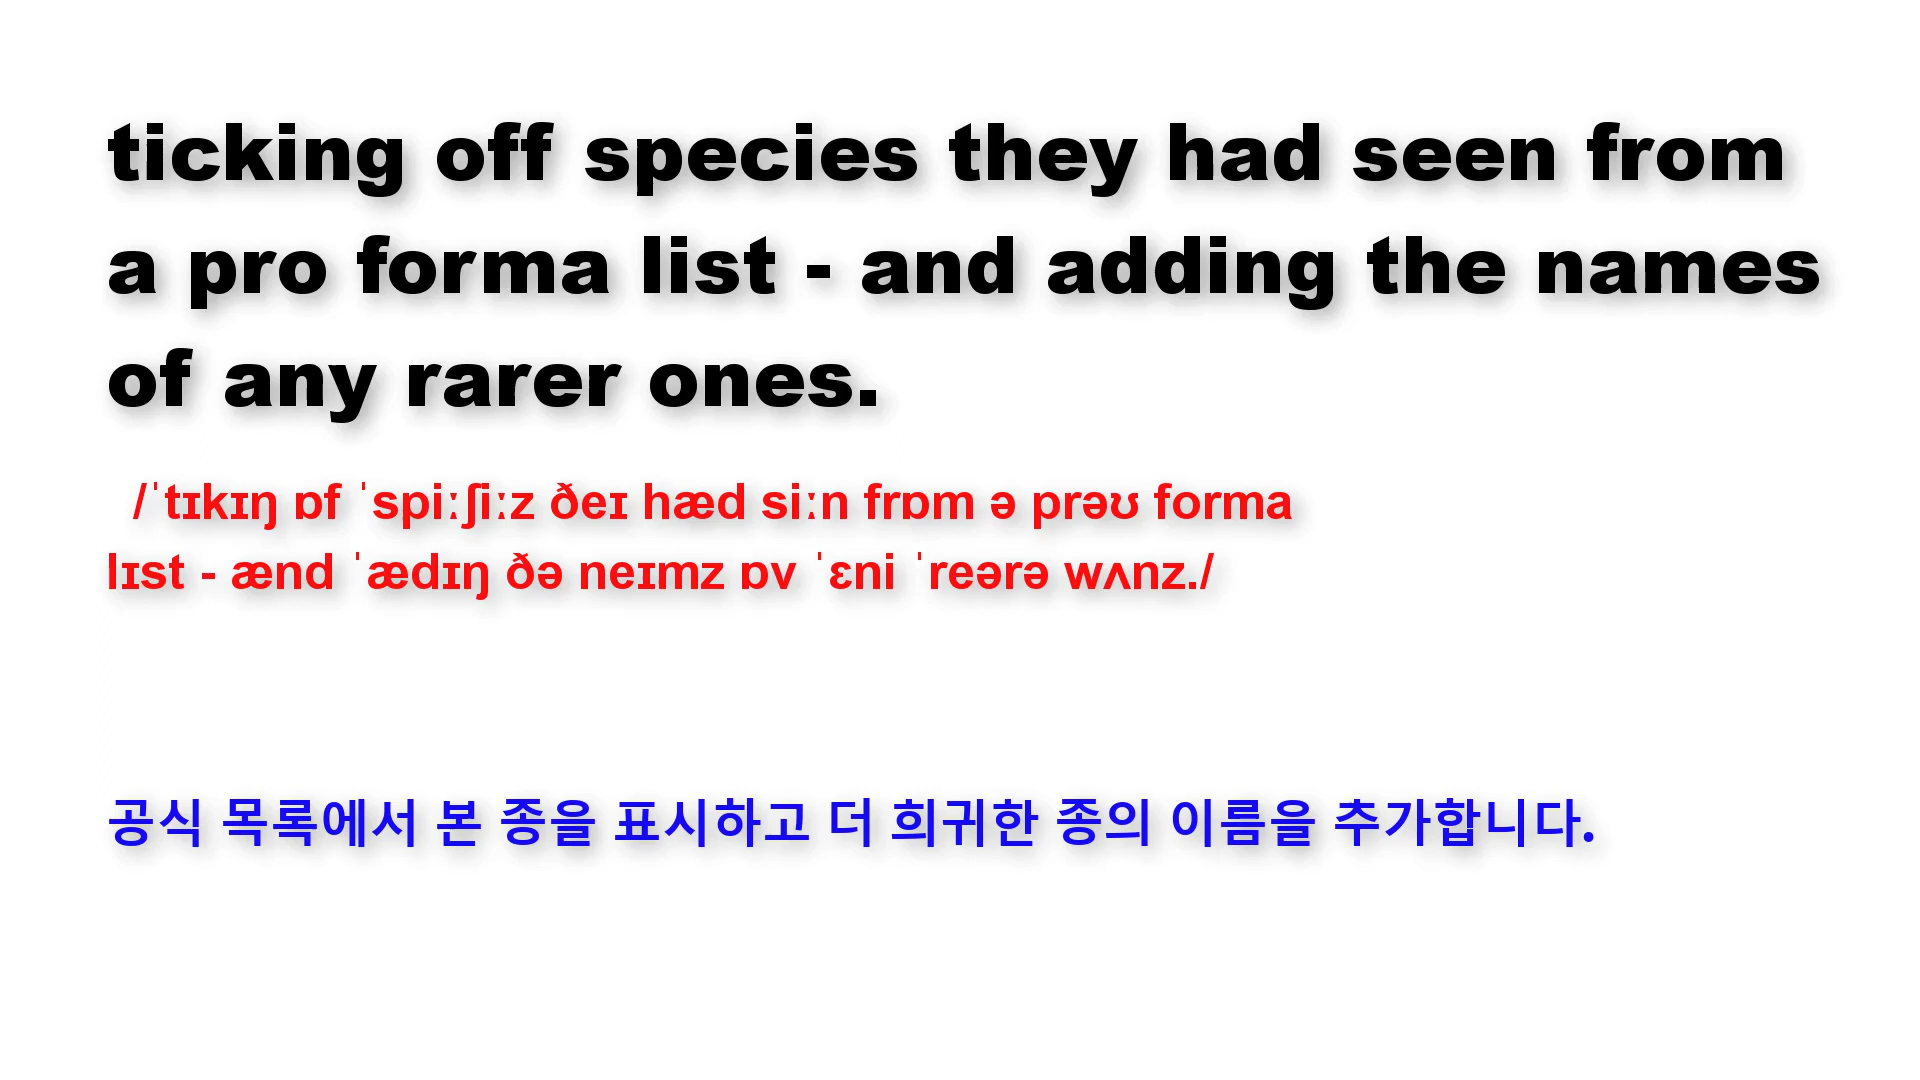 ticking off species they had seen from
a pro forma list - and adding the names
of any rarer ones.
/ˈtɪkɪŋ ɒf ˈspiːʃiːz ðeɪ hæd siːn frɒm ə prəʊ forma
lɪst - ænd ˈædɪŋ ðə neɪmz ɒv ˈɛni ˈreərə wʌnz./
공식 목록에서 본 종을 표시하고 더 희귀한 종의 이름을 추가합니다.